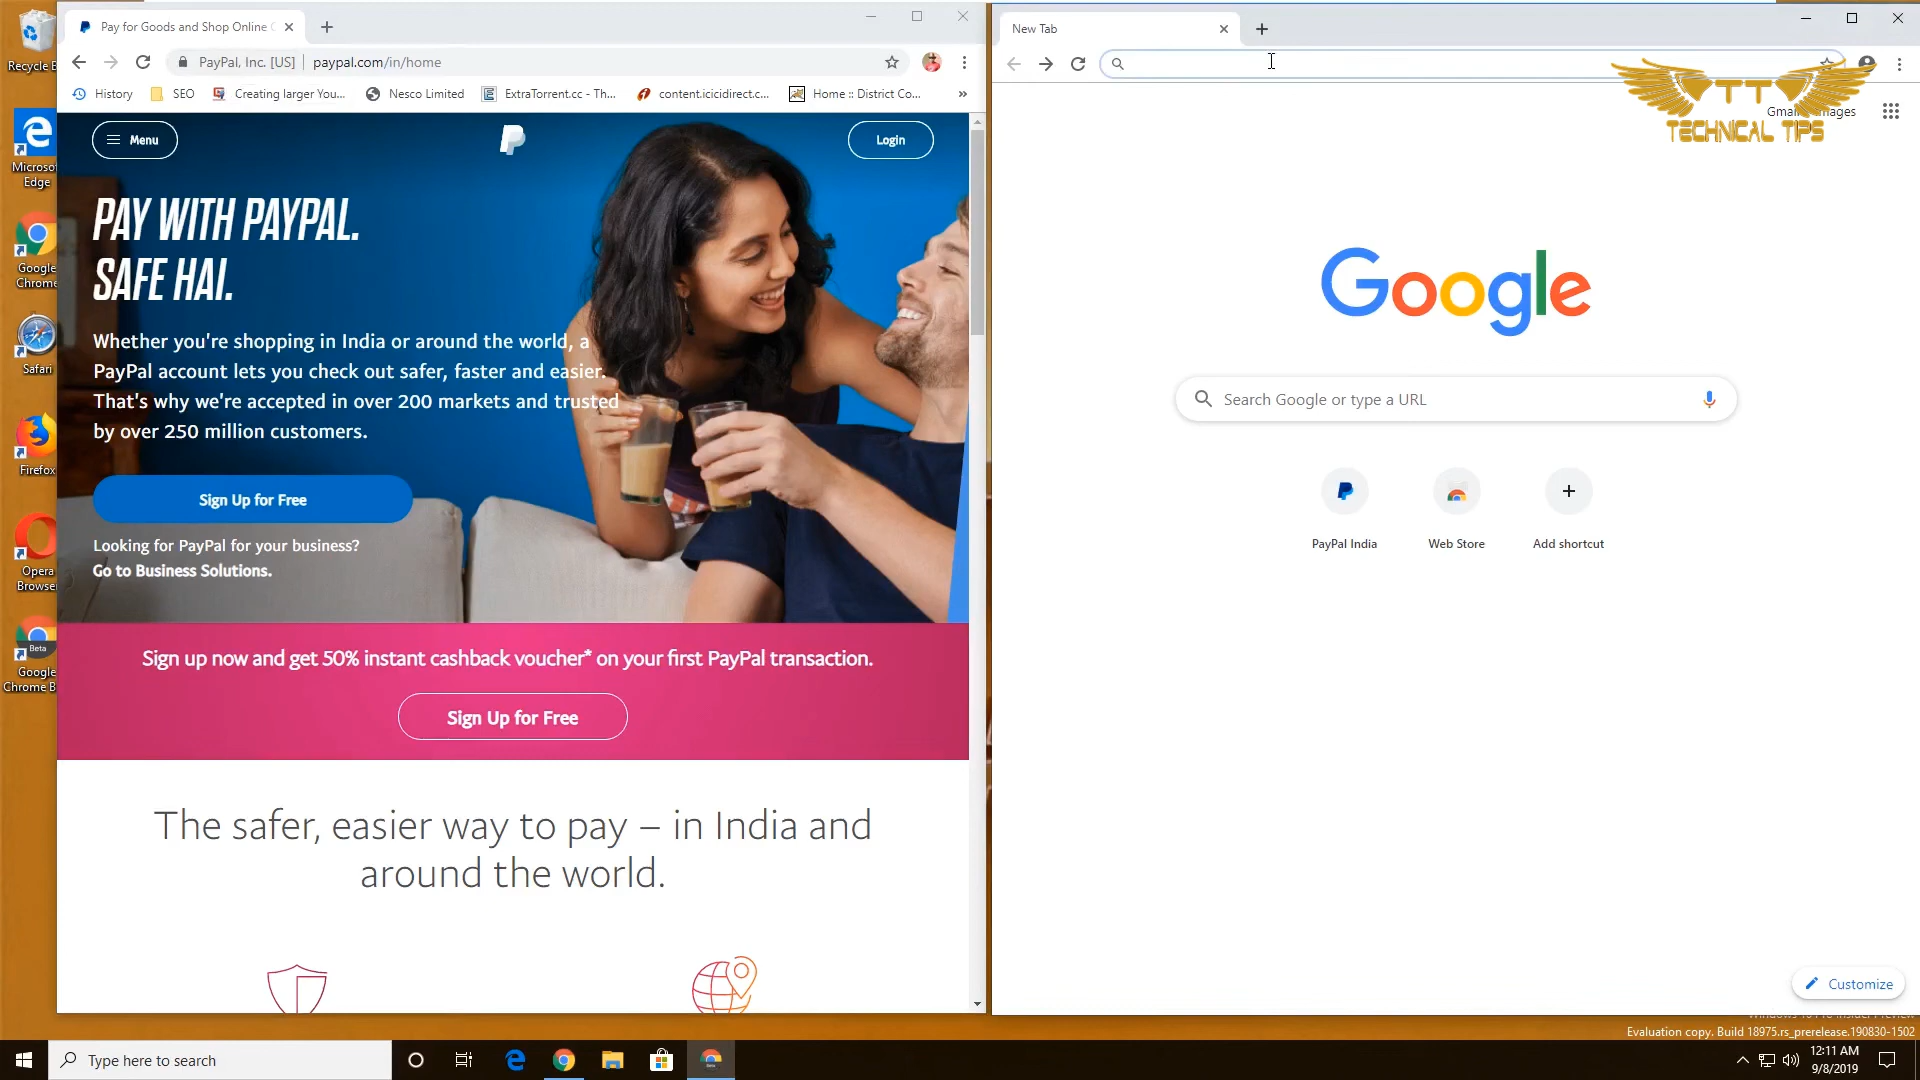 Recycle B
Microso
Edge
Google
Chrome
Safari
Firefox
Opera
Browse
Beta
Google
Chrome B
Pay for Goods and Shop Online
PayPal, Inc. [US] | paypal.com/in/home
History
SEO
Creating larger You...
Nesco Limited
ExtraTorrent.cc - Th...
content.icicidirect.c...
Home :: District Co...
»
Menu
Login
PAY WITH PAYPAL.
SAFE HAI.
Whether you're shopping in India or around the world, a
PayPal account lets you check out safer, faster and easier.
That's why we're accepted in over 200 markets and trusted
by over 250 million customers.
Sign Up for Free
Looking for PayPal for your business?
Go to Business Solutions.
Sign up now and get 50% instant cashback voucher* on your first PayPal transaction.
Sign Up for Free
The safer, easier way to pay – in India and
around the world.
New Tab
TT
TECHNICAL TIPS
Gmail Images
Google
Search Google or type a URL
PayPal India
Web Store
Add shortcut
Customize
Evaluation copy. Build 18975.rs_prerelease.190830-1502
Type here to search
12:11 AM
9/8/2019